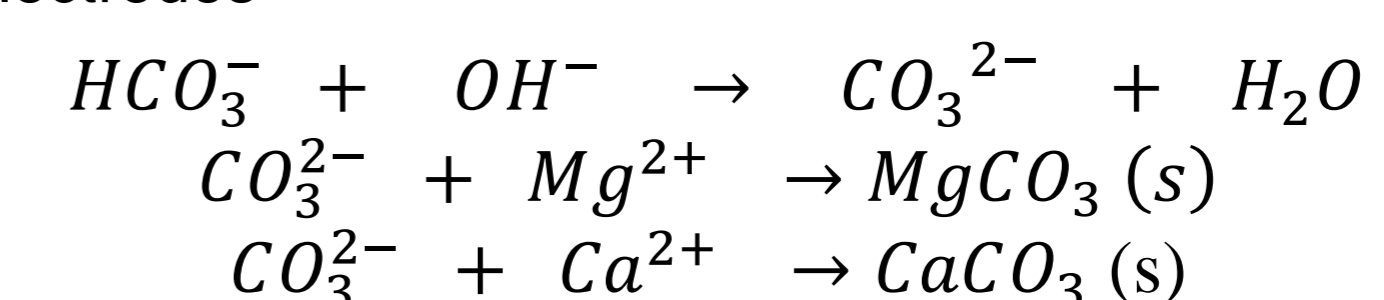 HCO₃⁻ + OH⁻ → CO₃²⁻ + H₂O
CO₃²⁻ + Mg²⁺ → MgCO₃ (s)
CO₃²⁻ + Ca²⁺ → CaCO₃ (s)